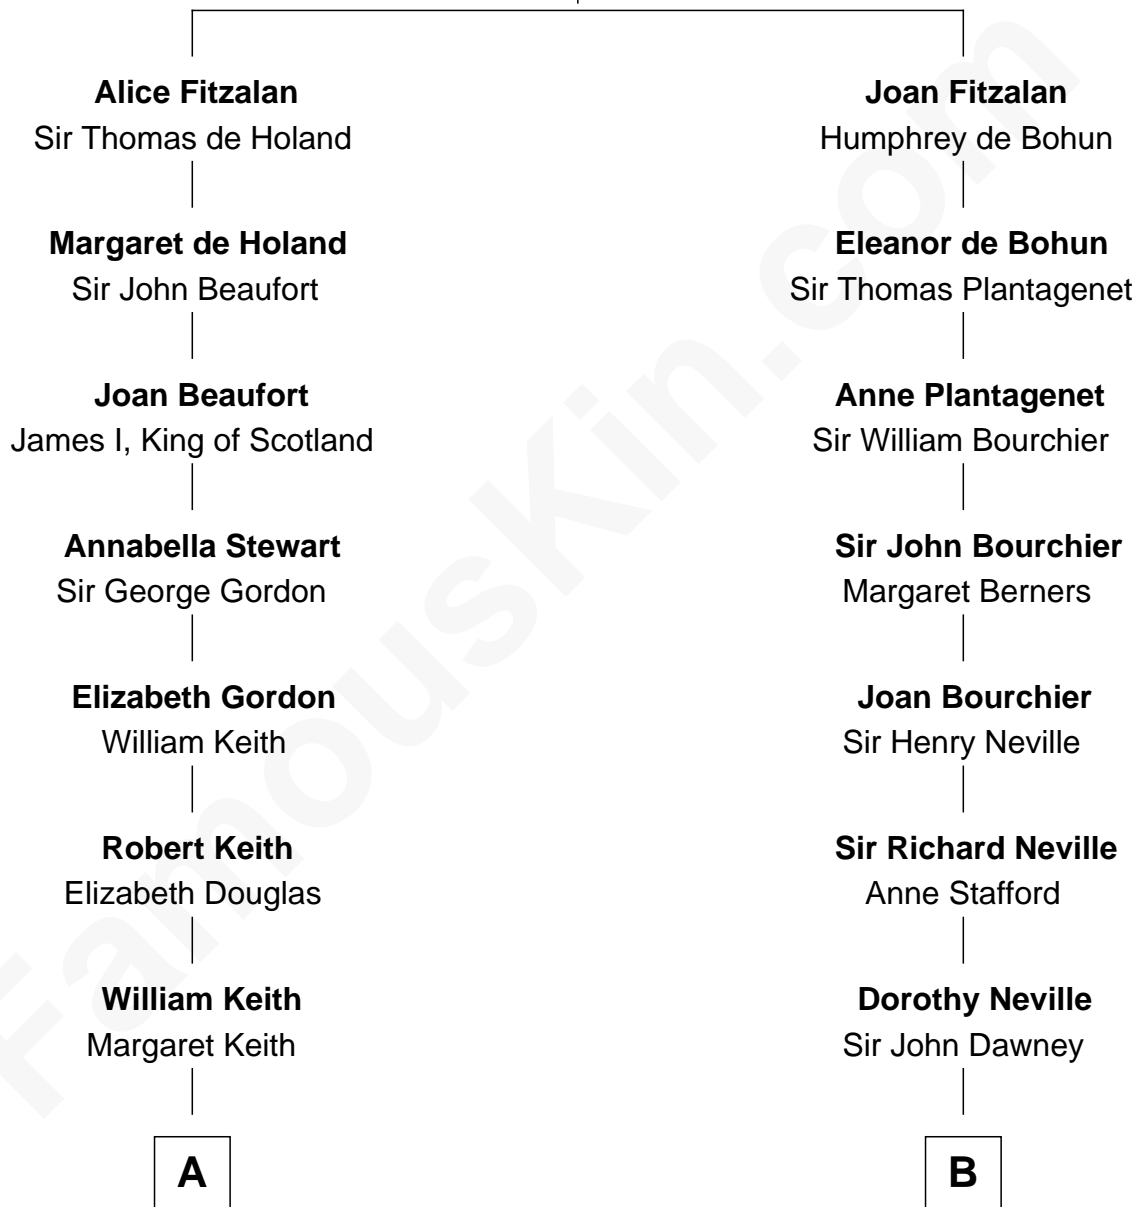 Alice Fitzalan
Sir Thomas de Holand
Margaret de Holand
Sir John Beaufort
Joan Beaufort
James I, King of Scotland
Annabella Stewart
Sir George Gordon
Elizabeth Gordon
William Keith
Robert Keith
Elizabeth Douglas
William Keith
Margaret Keith
A
Joan Fitzalan
Humphrey de Bohun
Eleanor de Bohun
Sir Thomas Plantagenet
Anne Plantagenet
Sir William Bourchier
Sir John Bourchier
Margaret Berners
Joan Bourchier
Sir Henry Neville
Sir Richard Neville
Anne Stafford
Dorothy Neville
Sir John Dawney
B
FamousKin.com